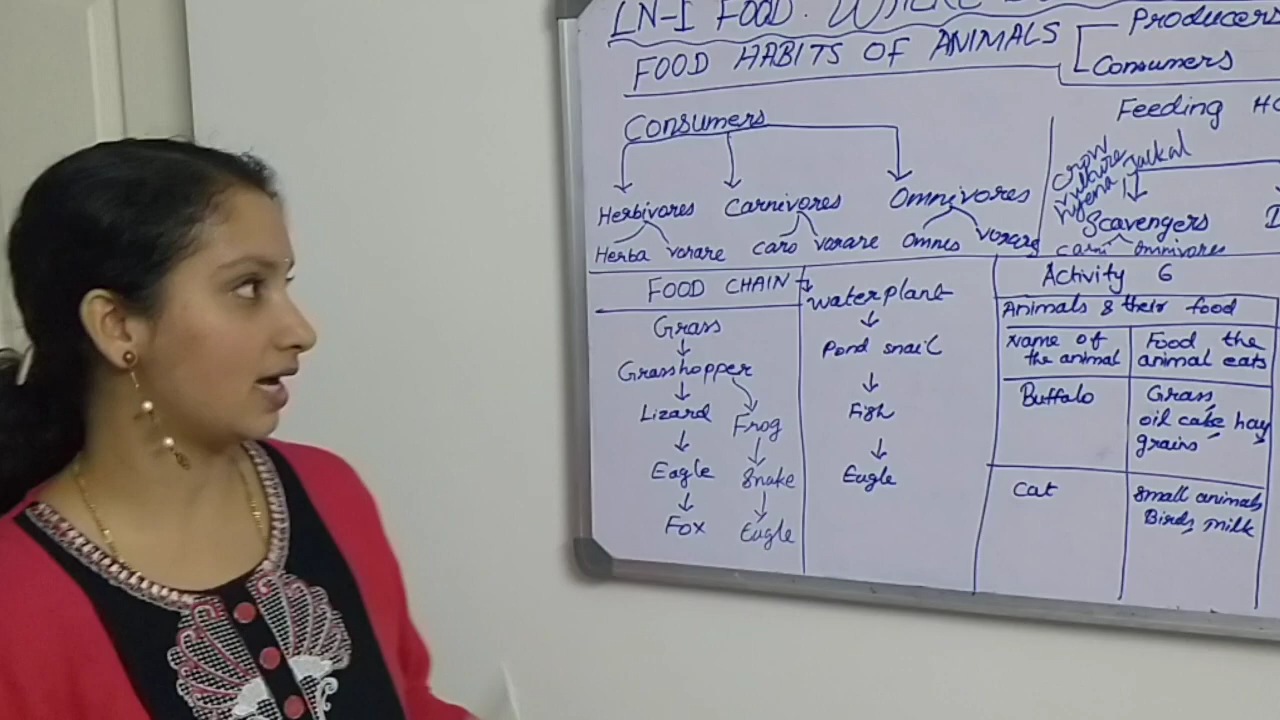 LN-I FOOD. WHERE
FOOD HABITS OF ANIMALS
Producers
Consumers
Consumers
Herbivores Carnivores Omnivores
Herba vorare caro vorare omnes vorare
Feeding
Crow
Vulture
Hyena
Jackal
Scavengers
carni omnivores
FOOD CHAIN
Grass
Grasshopper
Lizard
Eagle
Fox
Frog
Snake
Eagle
Waterplant
Pond snail
Fish
Eagle
Activity 6
Animals & their food
Name of
the animal
Food the
animal eats
Buffalo
Grass,
oil cake, hay,
grains
Cat
Small animals
Birds, milk